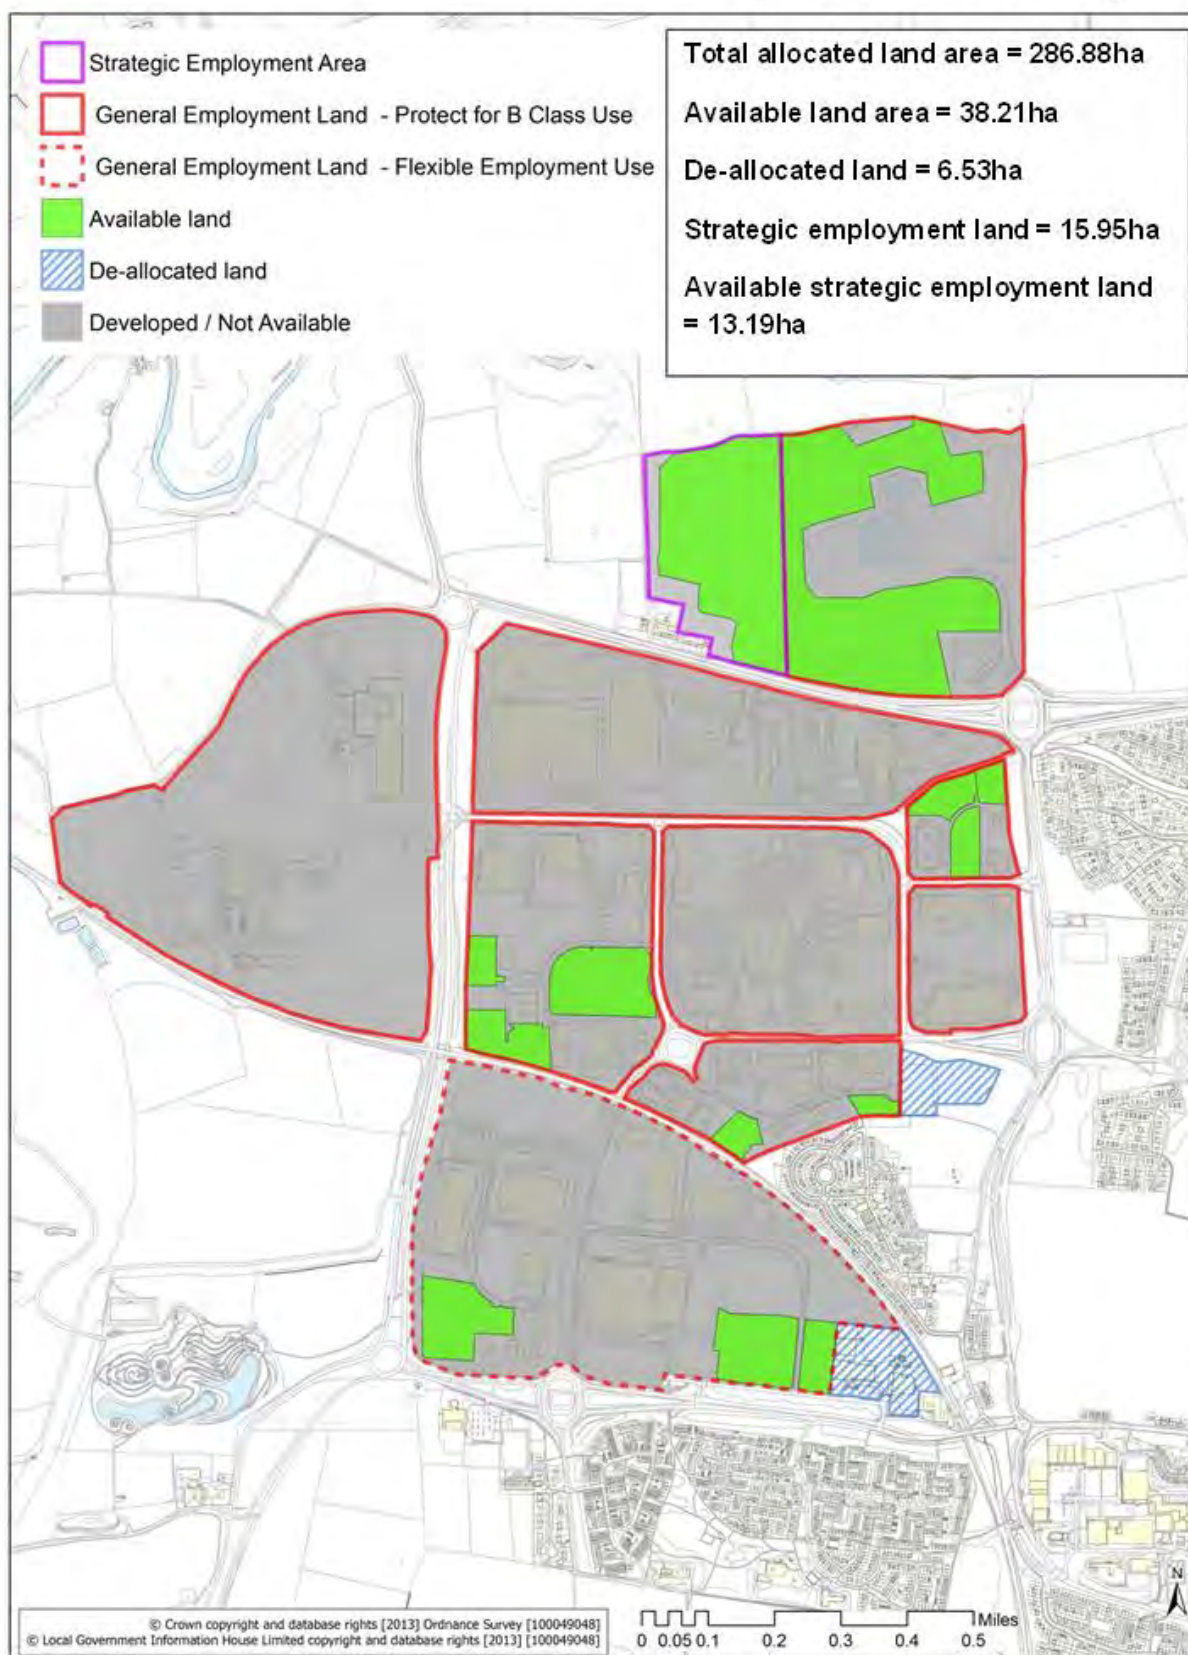 Strategic Employment Area
General Employment Land - Protect for B Class Use
General Employment Land - Flexible Employment Use
Available land
De-allocated land
Developed / Not Available
Total allocated land area = 286.88ha
Available land area = 38.21ha
De-allocated land = 6.53ha
Strategic employment land = 15.95ha
Available strategic employment land
= 13.19ha
© Crown copyright and database rights [2013] Ordnance Survey [100049048]
© Local Government Information House Limited copyright and database rights [2013] [100049048]
Miles
0 0.05 0.1 0.2 0.3 0.4 0.5
N